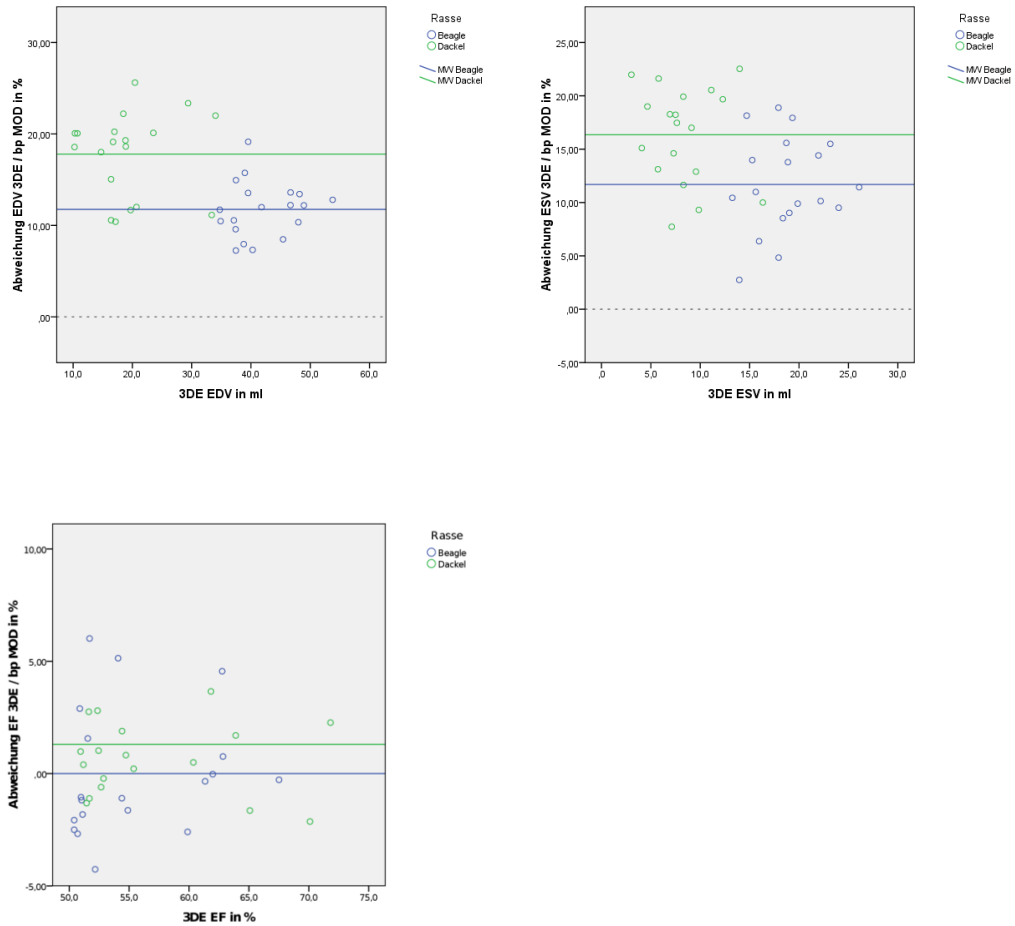 Abweichung EDV 3DE / bp MOD in %
30,00
20,00
10,00
,00
10,0 20,0 30,0 40,0 50,0 60,0
3DE EDV in ml
Rasse
Beagle
Dackel
MW Beagle
MW Dackel
Abweichung ESV 3DE / bp MOD in %
25,00
20,00
15,00
10,00
5,00
,00
-5,00
,0 5,0 10,0 15,0 20,0 25,0 30,0
3DE ESV in ml
Rasse
Beagle
Dackel
MW Beagle
MW Dackel
Abweichung EF 3DE / bp MOD in %
10,00
5,00
,00
-5,00
50,0 55,0 60,0 65,0 70,0 75,0
3DE EF in %
Rasse
Beagle
Dackel